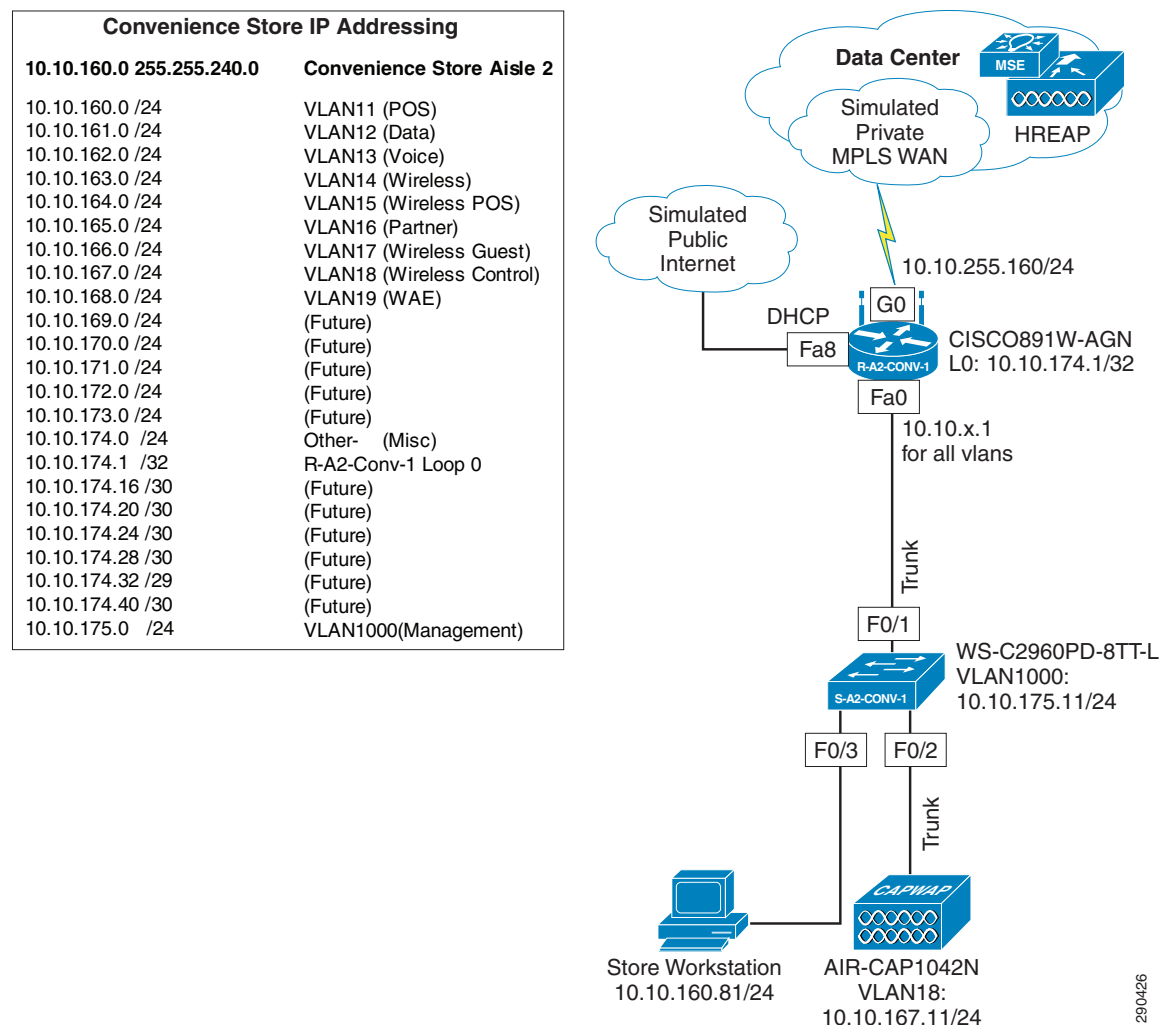 Convenience Store IP Addressing
10.10.160.0 255.255.240.0 Convenience Store Aisle 2
10.10.160.0 /24 VLAN11 (POS)
10.10.161.0 /24 VLAN12 (Data)
10.10.162.0 /24 VLAN13 (Voice)
10.10.163.0 /24 VLAN14 (Wireless)
10.10.164.0 /24 VLAN15 (Wireless POS)
10.10.165.0 /24 VLAN16 (Partner)
10.10.166.0 /24 VLAN17 (Wireless Guest)
10.10.167.0 /24 VLAN18 (Wireless Control)
10.10.168.0 /24 VLAN19 (WAE)
10.10.169.0 /24 (Future)
10.10.170.0 /24 (Future)
10.10.171.0 /24 (Future)
10.10.172.0 /24 (Future)
10.10.173.0 /24 (Future)
10.10.174.0 /24 Other- (Misc)
10.10.174.1 /32 R-A2-Conv-1 Loop 0
10.10.174.16 /30 (Future)
10.10.174.20 /30 (Future)
10.10.174.24 /30 (Future)
10.10.174.28 /30 (Future)
10.10.174.32 /29 (Future)
10.10.174.40 /30 (Future)
10.10.175.0 /24 VLAN1000(Management)
Data Center
MSE
HREAP
Simulated
Private
MPLS WAN
Simulated
Public
Internet
10.10.255.160/24
G0
DHCP
Fa8
R-A2-CONV-1
CISCO891W-AGN
L0: 10.10.174.1/32
Fa0
10.10.x.1
for all vlans
Trunk
F0/1
S-A2-CONV-1
WS-C2960PD-8TT-L
VLAN1000:
10.10.175.11/24
F0/3
F0/2
Trunk
CAPWAP
Store Workstation
10.10.160.81/24
AIR-CAP1042N
VLAN18:
10.10.167.11/24
290426